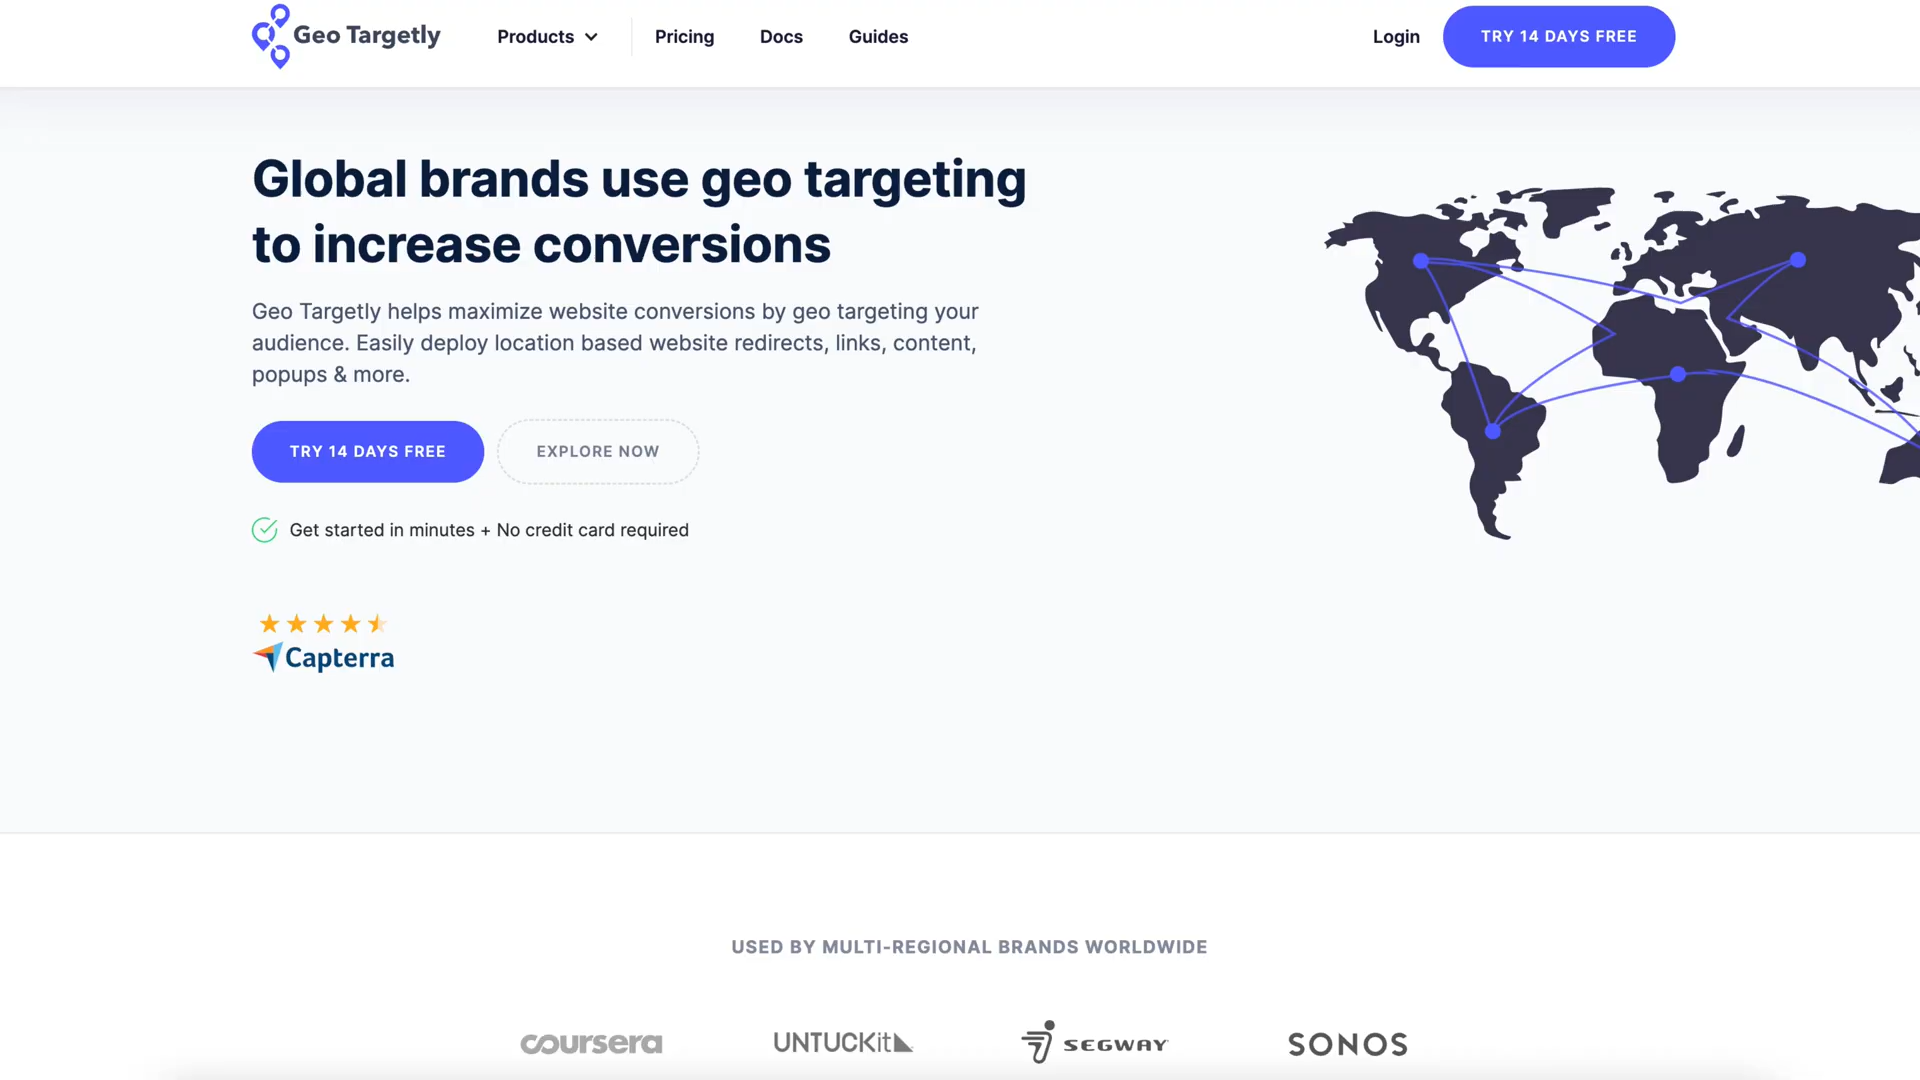 Geo Targetly
Products
Pricing
Docs
Guides
Login
TRY 14 DAYS FREE
Global brands use geo targeting
to increase conversions
Geo Targetly helps maximize website conversions by geo targeting your
audience. Easily deploy location based website redirects, links, content,
popups & more.
TRY 14 DAYS FREE
EXPLORE NOW
Get started in minutes + No credit card required
Capterra
USED BY MULTI-REGIONAL BRANDS WORLDWIDE
coursera
UNTUCKit
SEGWAY
SONOS